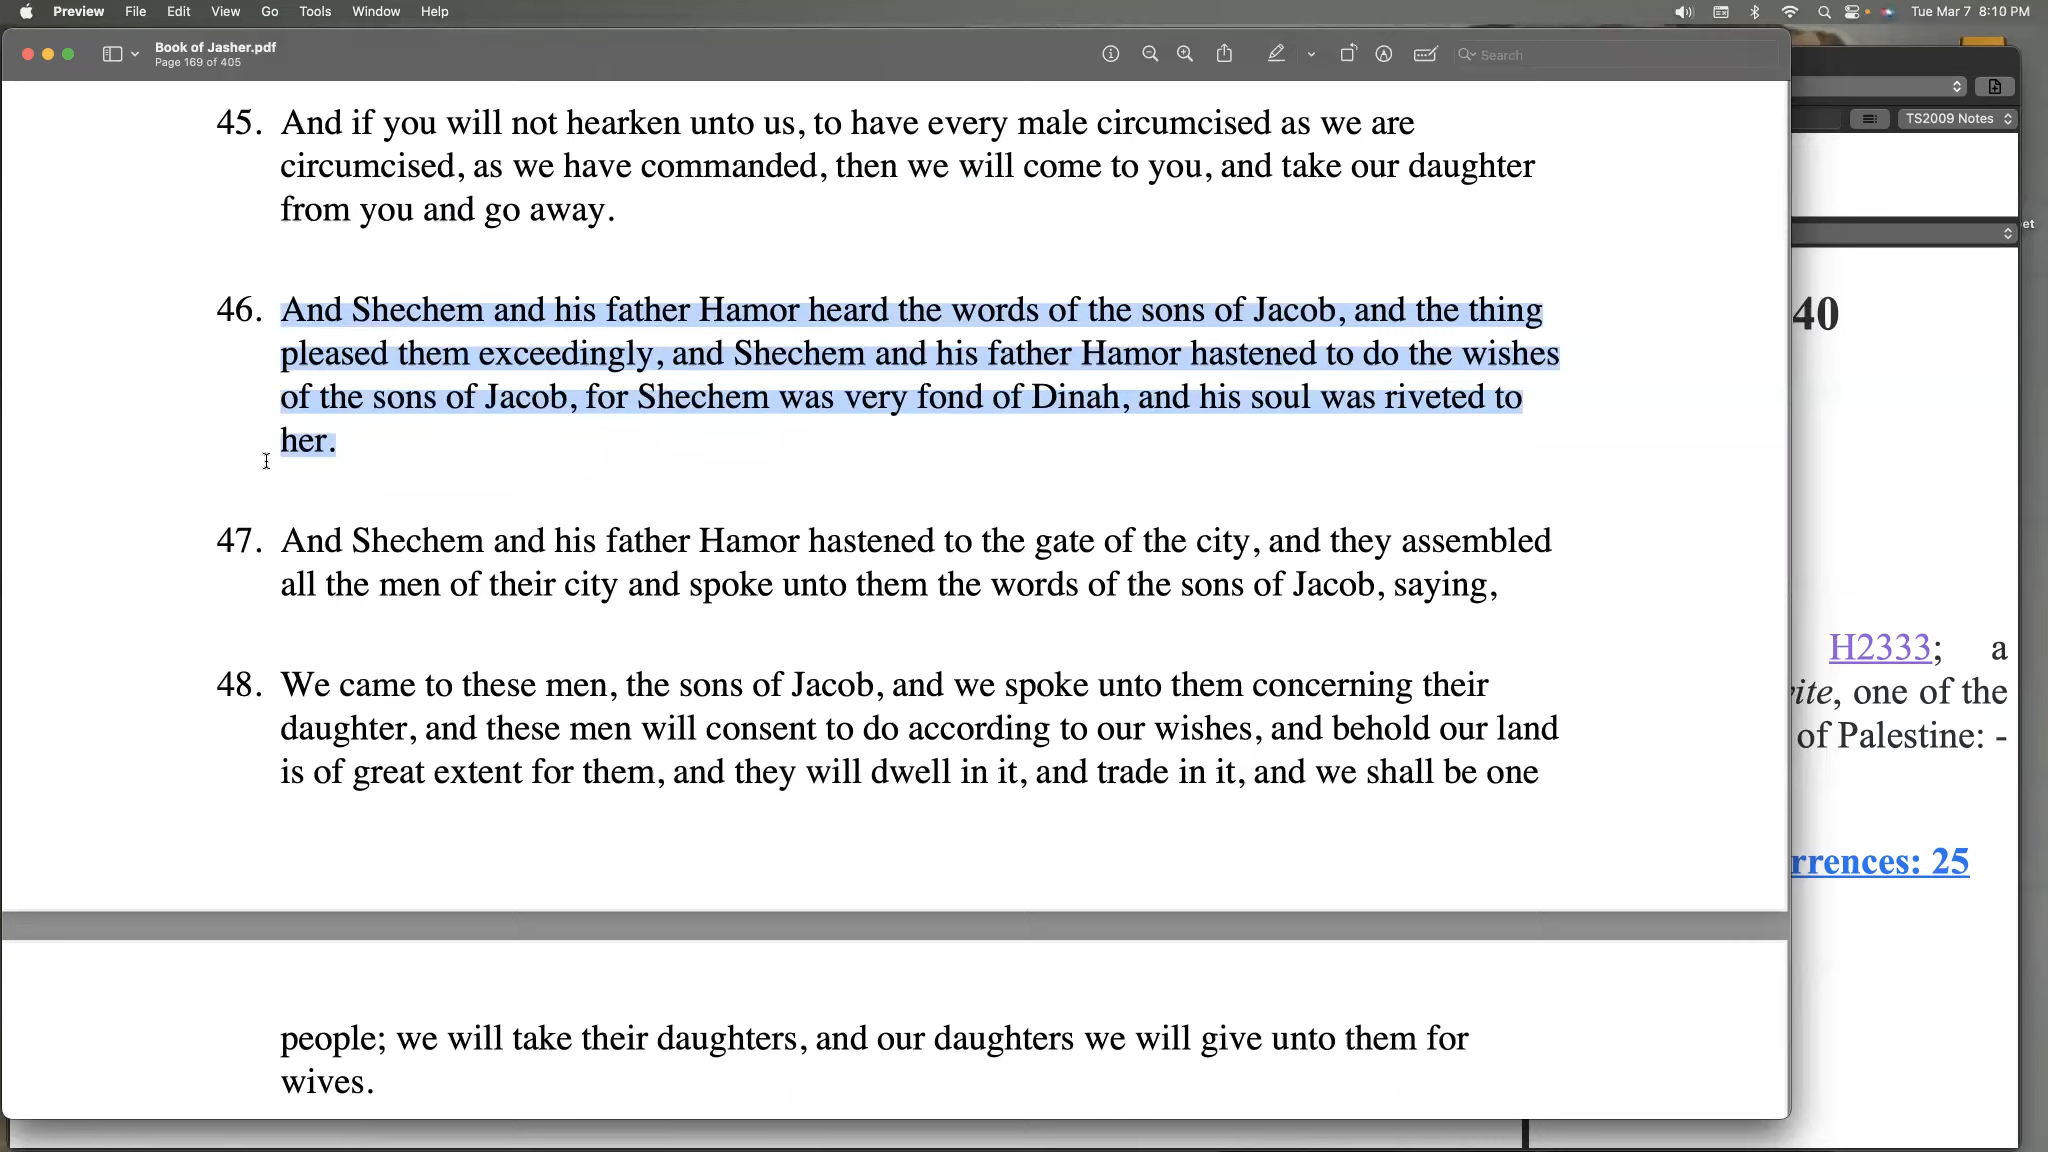 Preview File Edit View Go Tools Window Help
Tue Mar 7 8:10 PM
Book of Jasher.pdf
Page 169 of 405
Search
TS2009 Notes
45. And if you will not hearken unto us, to have every male circumcised as we are
circumcised, as we have commanded, then we will come to you, and take our daughter
from you and go away.
46. And Shechem and his father Hamor heard the words of the sons of Jacob, and the thing
pleased them exceedingly, and Shechem and his father Hamor hastened to do the wishes
of the sons of Jacob, for Shechem was very fond of Dinah, and his soul was riveted to
her.
47. And Shechem and his father Hamor hastened to the gate of the city, and they assembled
all the men of their city and spoke unto them the words of the sons of Jacob, saying,
48. We came to these men, the sons of Jacob, and we spoke unto them concerning their
daughter, and these men will consent to do according to our wishes, and behold our land
is of great extent for them, and they will dwell in it, and trade in it, and we shall be one
people; we will take their daughters, and our daughters we will give unto them for
wives.
et
40
H2333; a
ite, one of the
of Palestine: -
rrences: 25